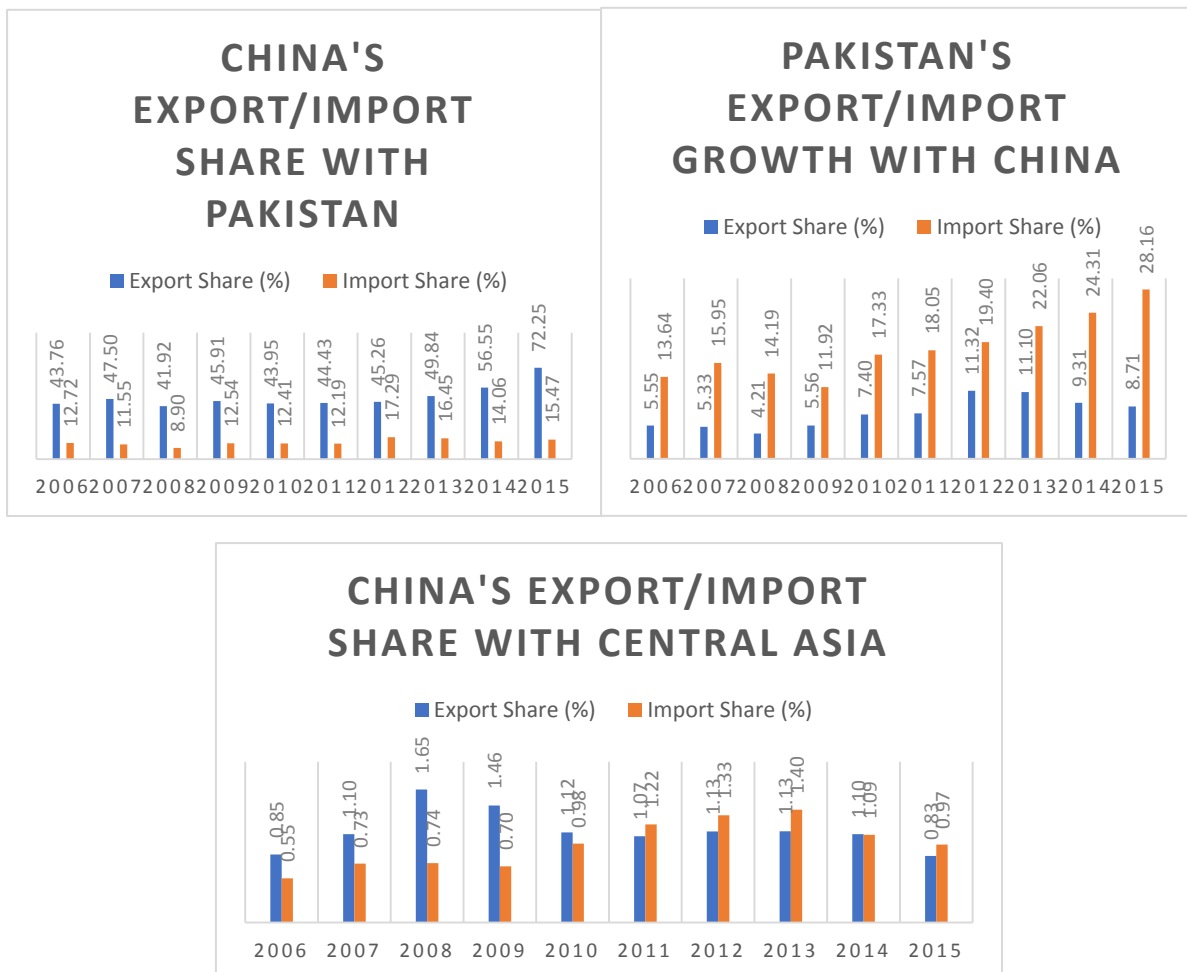 CHINA'S
EXPORT/IMPORT
SHARE WITH
PAKISTAN
Export Share (%) Import Share (%)
43.76 12.72 47.50 11.55 41.92 8.90 45.91 12.54 43.95 12.41 44.43 12.19 45.26 17.29 49.84 16.45 56.55 14.06 72.25 15.47
2006 2007 2008 2009 2010 2011 2012 2013 2014 2015
PAKISTAN'S
EXPORT/IMPORT
GROWTH WITH CHINA
Export Share (%) Import Share (%)
5.55 13.64 5.33 15.95 4.21 14.19 5.56 11.92 7.40 17.33 7.57 18.05 11.32 19.40 11.10 22.06 9.31 24.31 8.71 28.16
2006 2007 2008 2009 2010 2011 2012 2013 2014 2015
CHINA'S EXPORT/IMPORT
SHARE WITH CENTRAL ASIA
Export Share (%) Import Share (%)
0.85 0.55 1.10 0.73 1.65 0.74 1.46 0.70 1.12 0.98 1.07 1.22 1.13 1.33 1.13 1.40 1.10 1.09 0.83 0.97
2006 2007 2008 2009 2010 2011 2012 2013 2014 2015